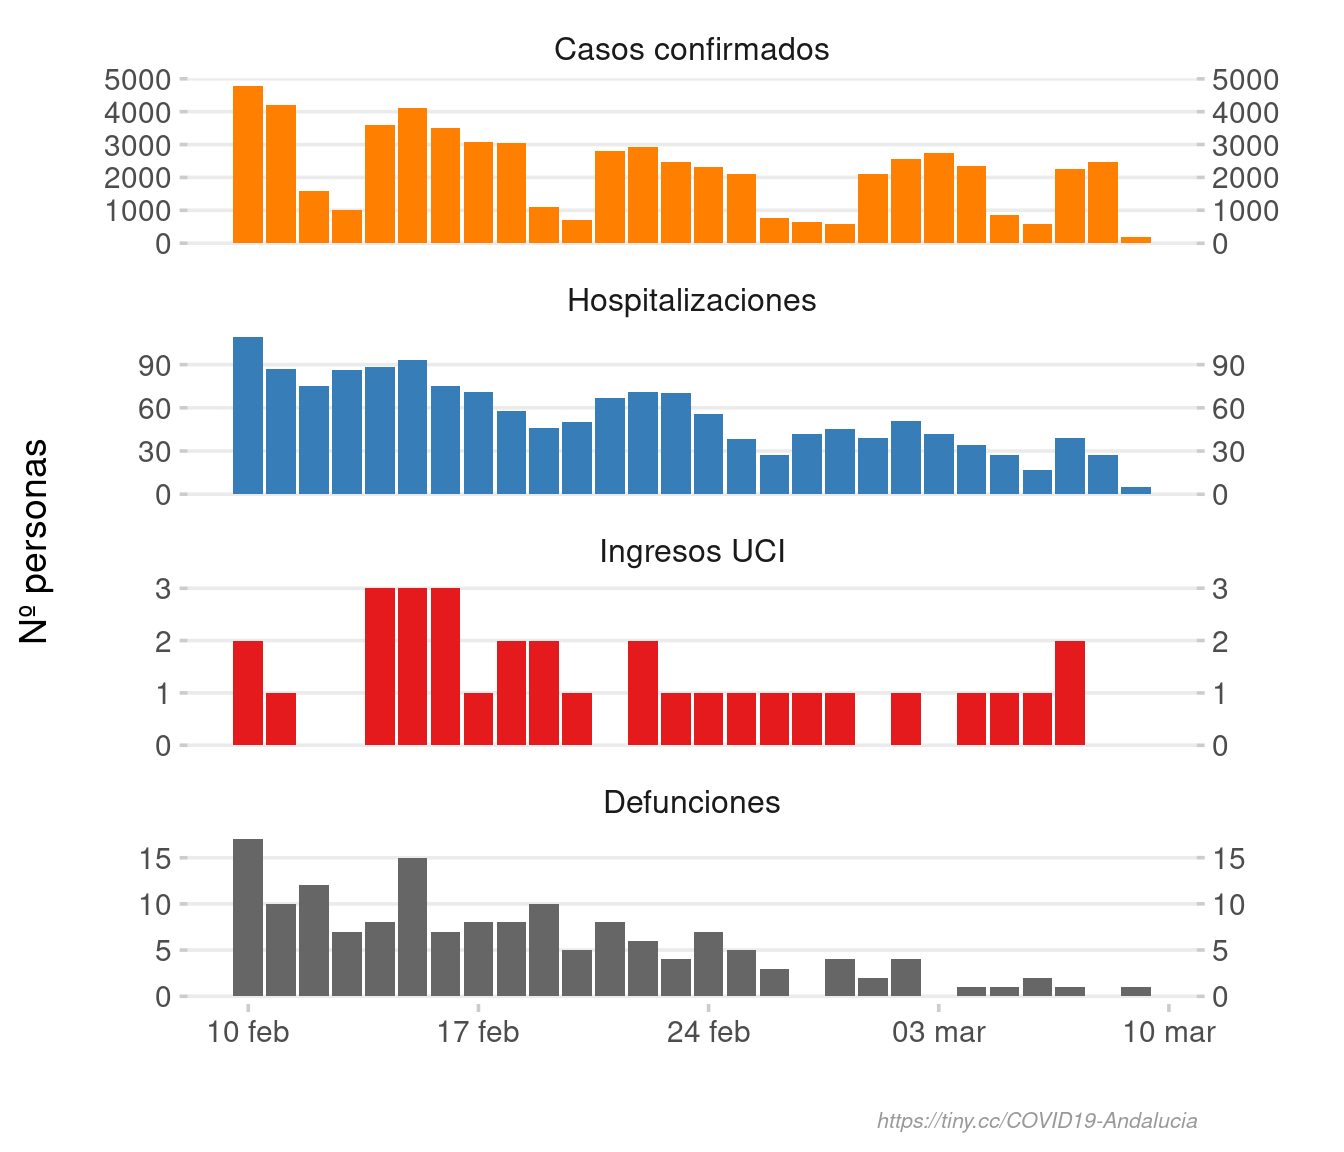 Casos confirmados
5000 5000
4000 4000
3000 3000
2000 2000
1000 1000
0 0
Hospitalizaciones
90 90
60 60
30 30
0 0
Nº personas
Ingresos UCI
3 3
2 2
1 1
0 0
Defunciones
15 15
10 10
5 5
0 0
10 feb 17 feb 24 feb 03 mar 10 mar
https://tiny.cc/COVID19-Andalucia